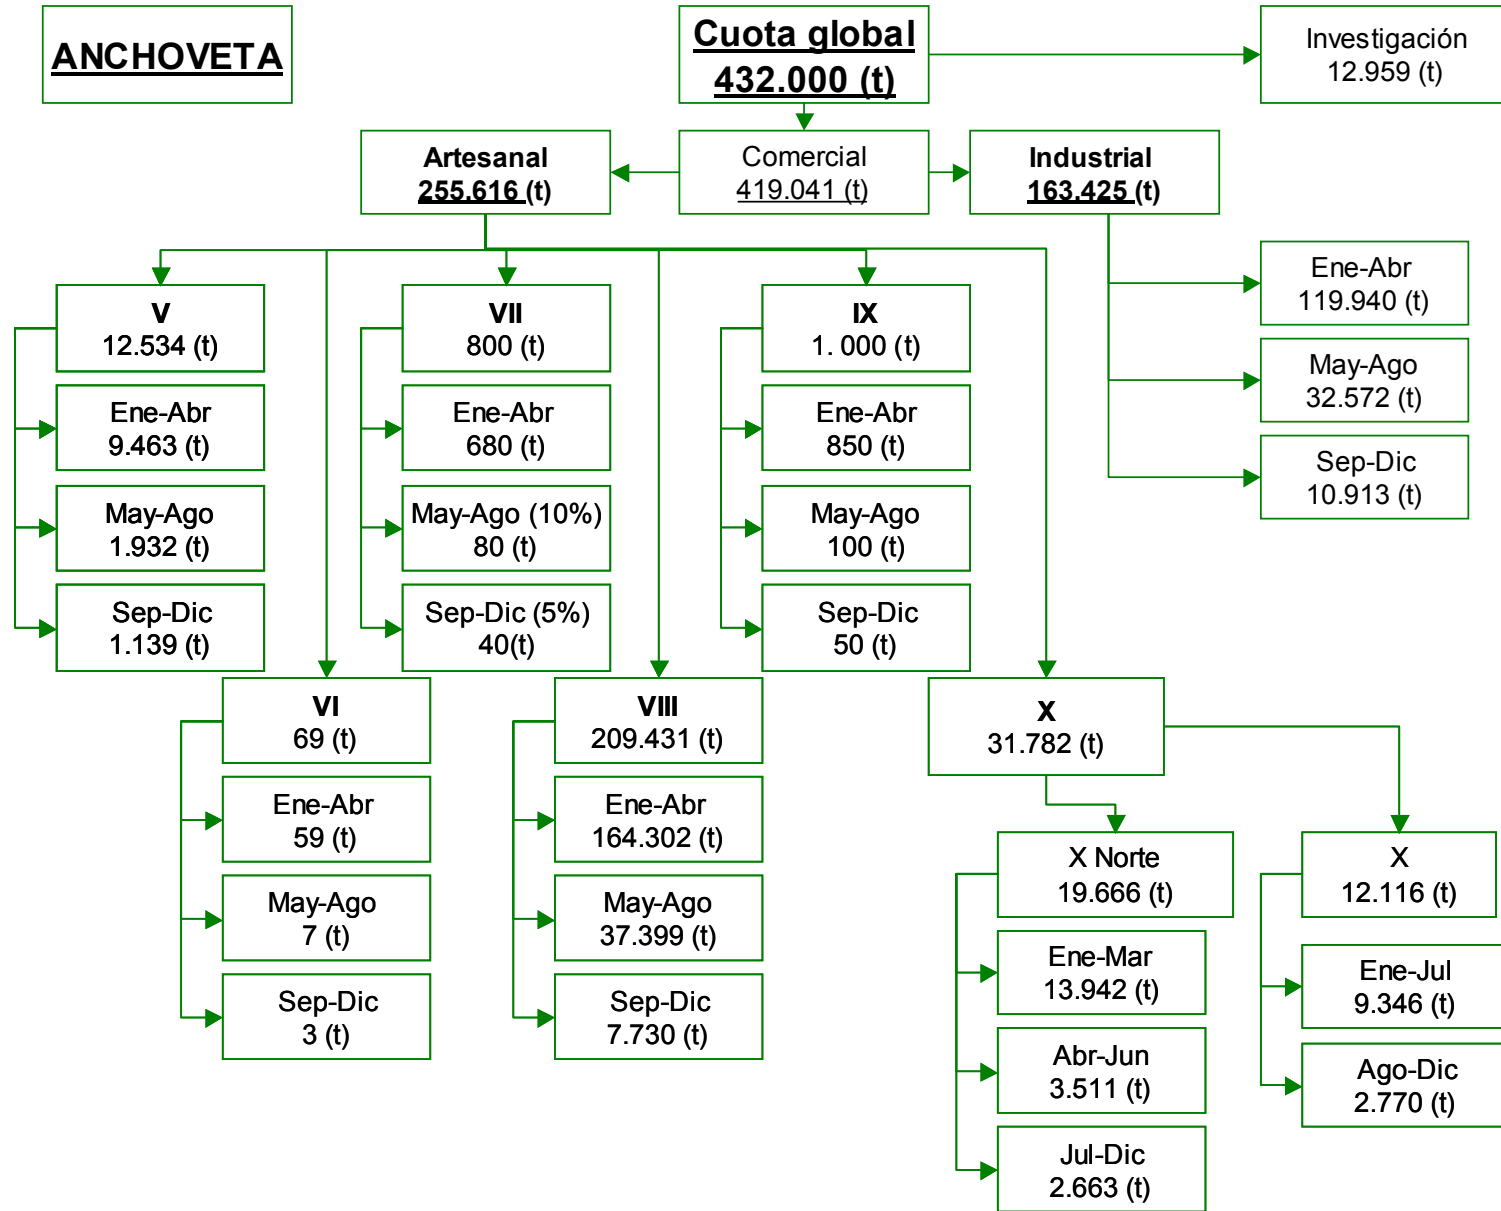 ANCHOVETA
Cuota global
432.000 (t)
Investigación
12.959 (t)
Artesanal
255.616 (t)
Comercial
419.041 (t)
Industrial
163.425 (t)
Ene-Abr
119.940 (t)
May-Ago
32.572 (t)
Sep-Dic
10.913 (t)
V
12.534 (t)
Ene-Abr
9.463 (t)
May-Ago
1.932 (t)
Sep-Dic
1.139 (t)
VII
800 (t)
Ene-Abr
680 (t)
May-Ago (10%)
80 (t)
Sep-Dic (5%)
40(t)
IX
1. 000 (t)
Ene-Abr
850 (t)
May-Ago
100 (t)
Sep-Dic
50 (t)
VI
69 (t)
Ene-Abr
59 (t)
May-Ago
7 (t)
Sep-Dic
3 (t)
VIII
209.431 (t)
Ene-Abr
164.302 (t)
May-Ago
37.399 (t)
Sep-Dic
7.730 (t)
X
31.782 (t)
X Norte
19.666 (t)
Ene-Mar
13.942 (t)
Abr-Jun
3.511 (t)
Jul-Dic
2.663 (t)
X
12.116 (t)
Ene-Jul
9.346 (t)
Ago-Dic
2.770 (t)